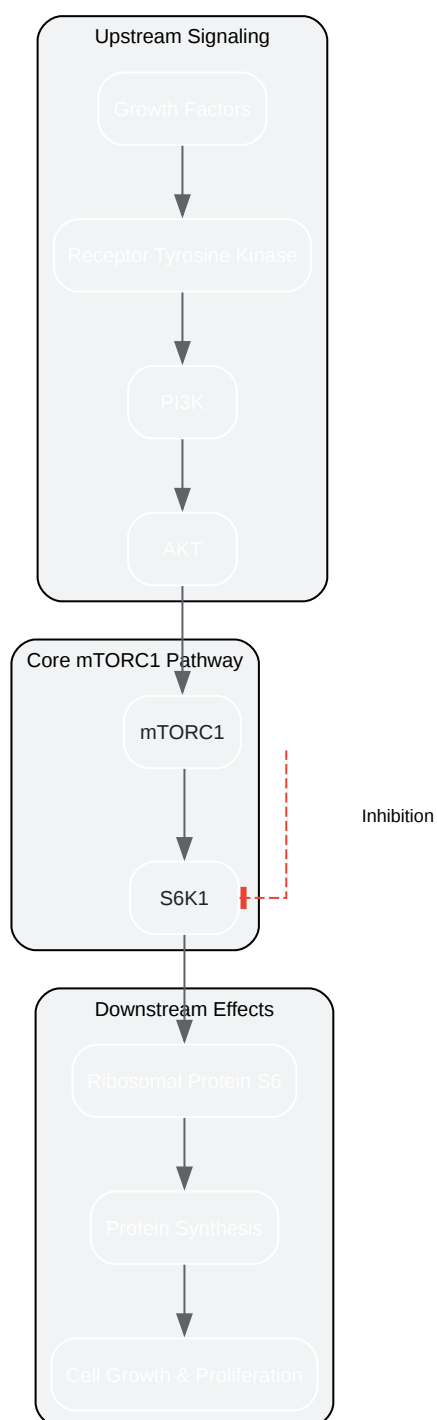 Upstream Signaling
Growth Factors
Receptor Tyrosine Kinase
PI3K
AKT
Core mTORC1 Pathway
mTORC1
Inhibition
S6K1
Downstream Effects
Ribosomal Protein S6
Protein Synthesis
Cell Growth & Proliferation